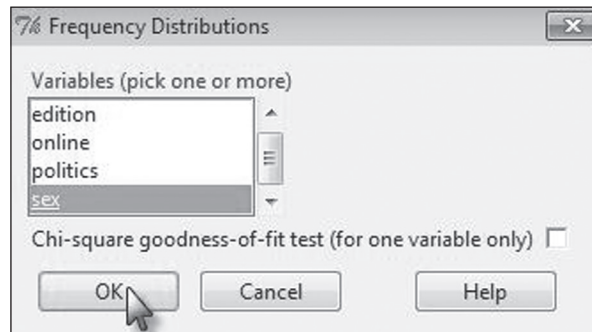 Frequency Distributions
Variables (pick one or more)
edition
online
politics
sex
Chi-square goodness-of-fit test (for one variable only)
OK Cancel Help